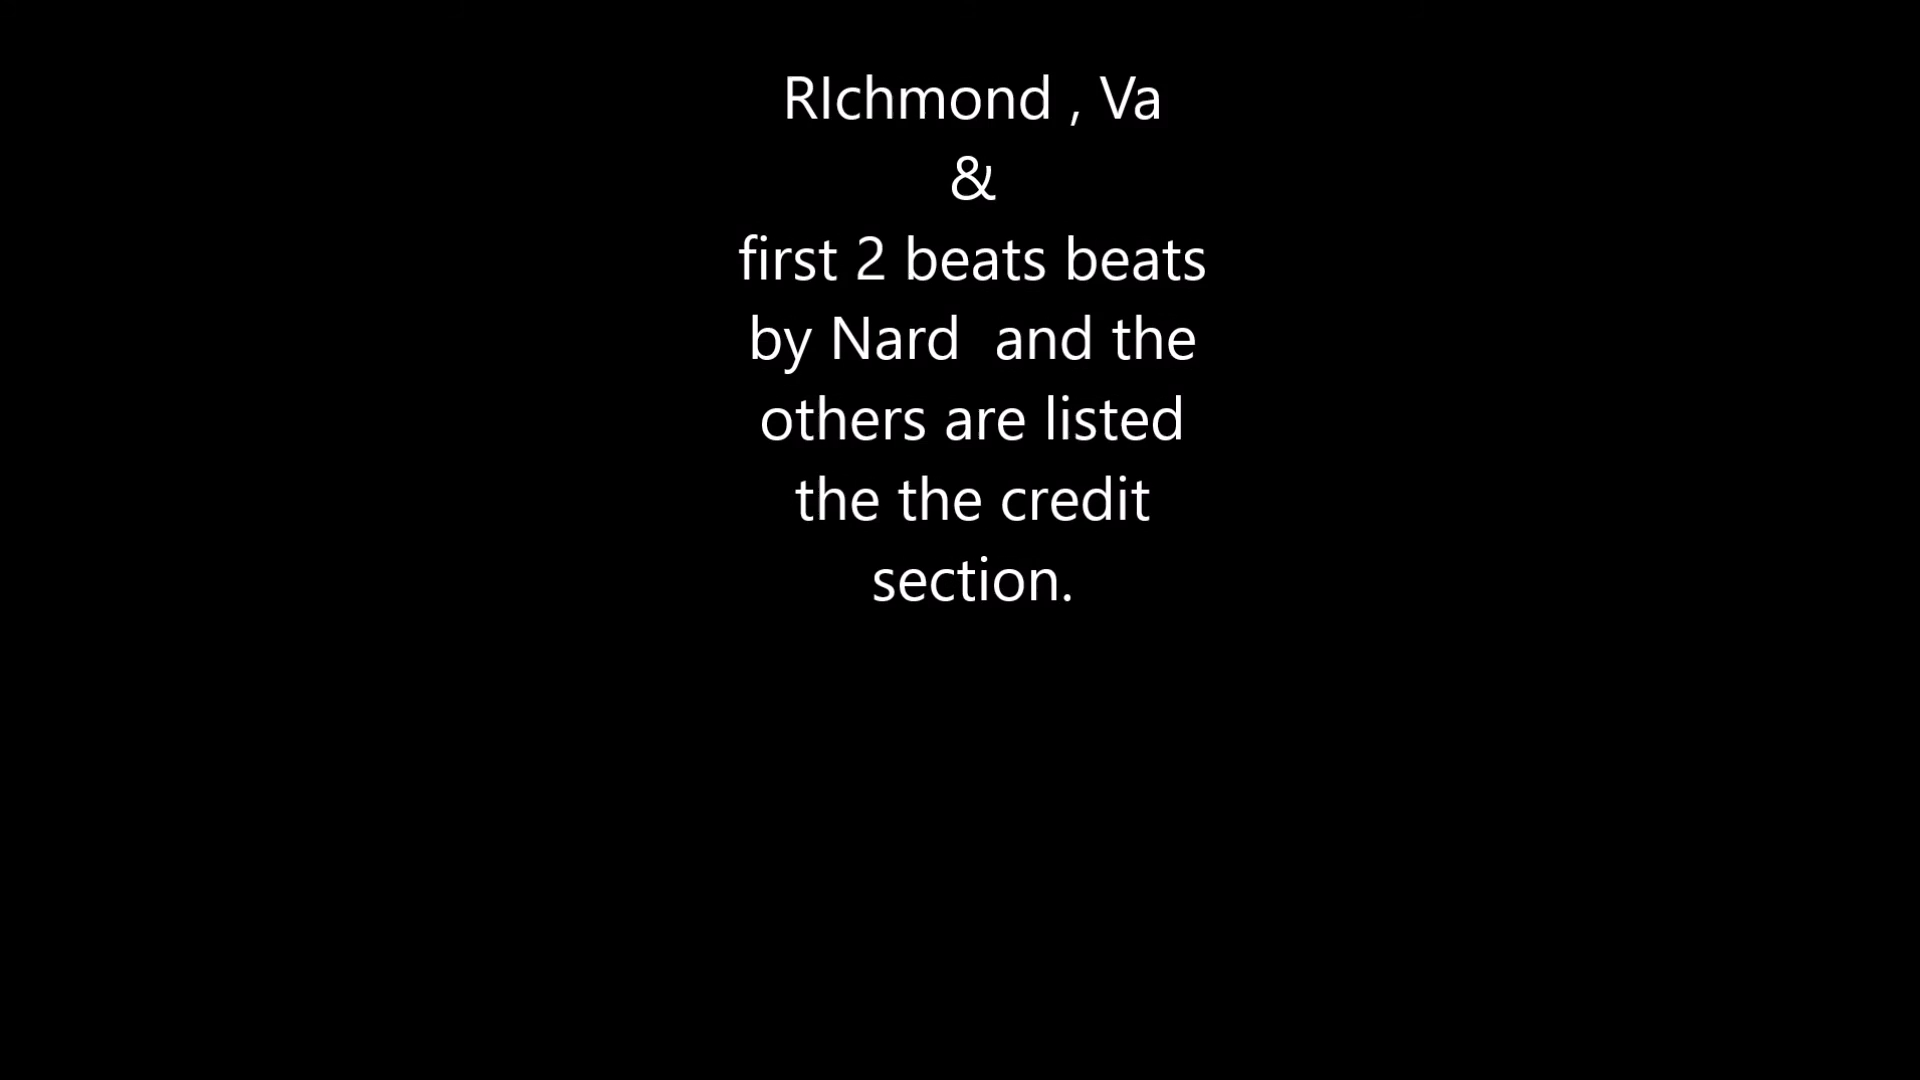 RIchmond , Va
&
first 2 beats beats
by Nard  and the
others are listed
the the credit
section.